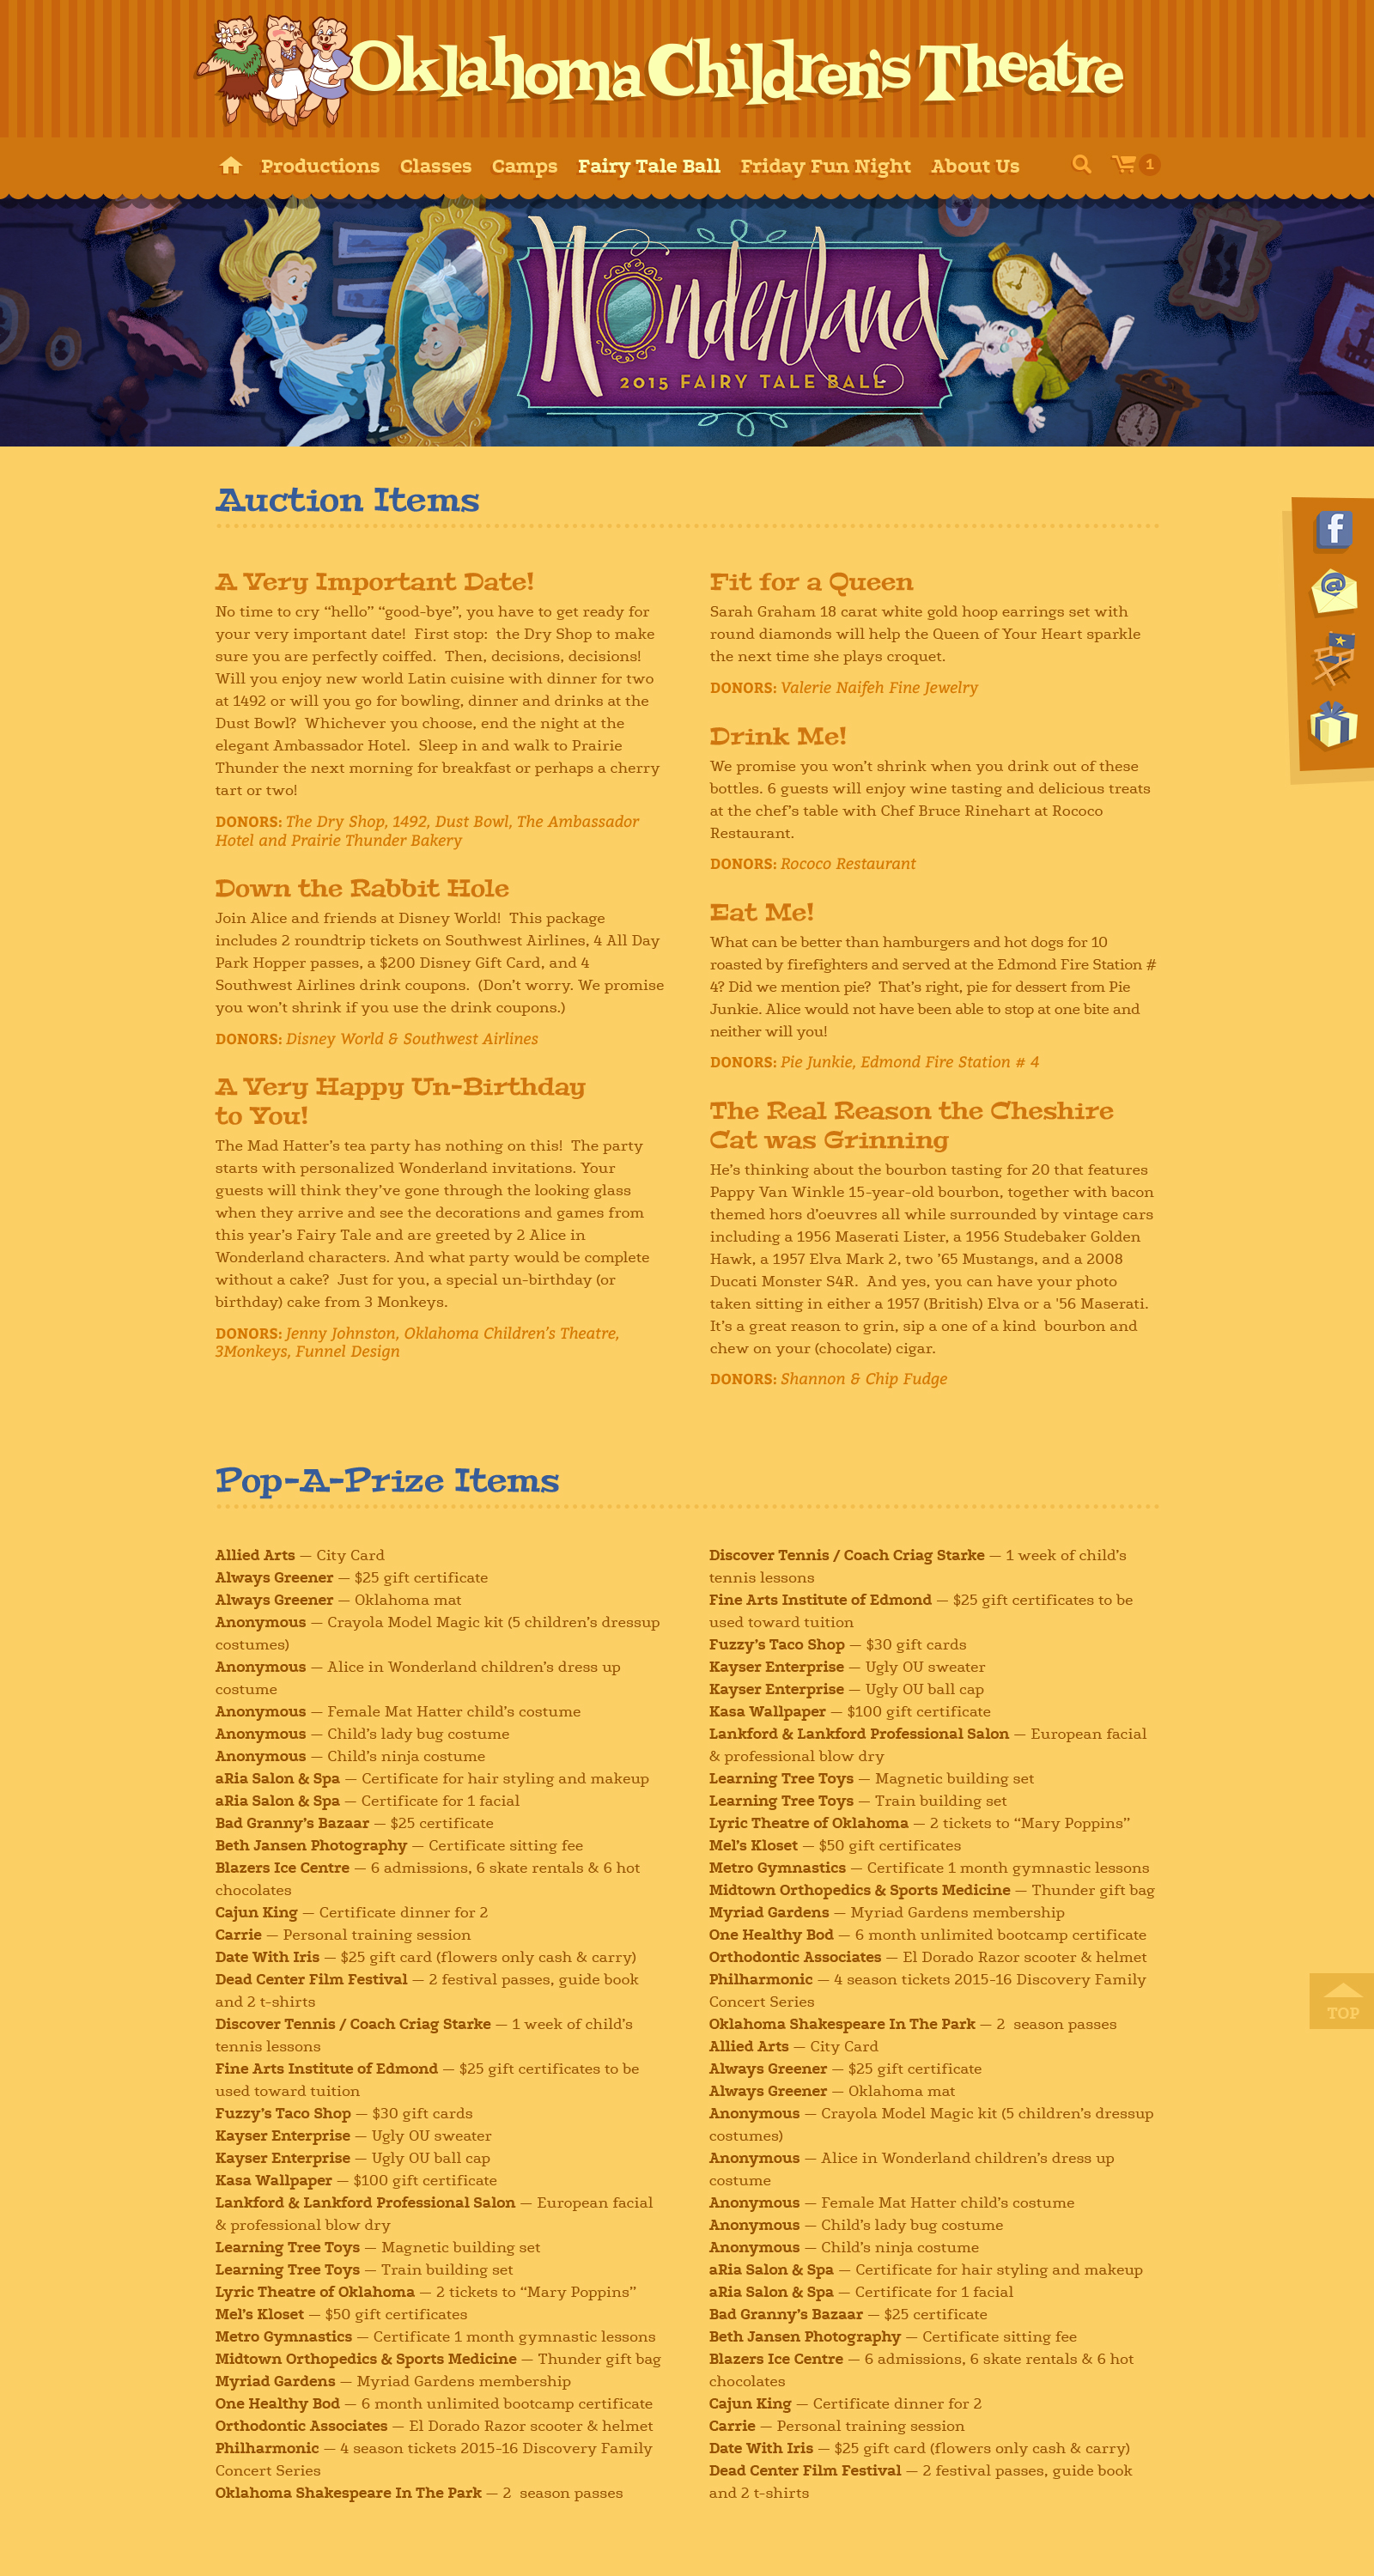 Oklahoma Children's Theatre
Productions Classes Camps Fairy Tale Ball Friday Fun Night About Us 1
Wonderland
2015 FAIRY TALE BALL
Auction Items
A Very Important Date!
No time to cry “hello” “good-bye”, you have to get ready for
your very important date!  First stop:  the Dry Shop to make
sure you are perfectly coiffed.  Then, decisions, decisions!
Will you enjoy new world Latin cuisine with dinner for two
at 1492 or will you go for bowling, dinner and drinks at the
Dust Bowl?  Whichever you choose, end the night at the
elegant Ambassador Hotel.  Sleep in and walk to Prairie
Thunder the next morning for breakfast or perhaps a cherry
tart or two!
DONORS: The Dry Shop, 1492, Dust Bowl, The Ambassador
Hotel and Prairie Thunder Bakery
Down the Rabbit Hole
Join Alice and friends at Disney World!  This package
includes 2 roundtrip tickets on Southwest Airlines, 4 All Day
Park Hopper passes, a $200 Disney Gift Card, and 4
Southwest Airlines drink coupons.  (Don’t worry. We promise
you won’t shrink if you use the drink coupons.)
DONORS: Disney World & Southwest Airlines
A Very Happy Un-Birthday
to You!
The Mad Hatter’s tea party has nothing on this!  The party
starts with personalized Wonderland invitations. Your
guests will think they’ve gone through the looking glass
when they arrive and see the decorations and games from
this year’s Fairy Tale and are greeted by 2 Alice in
Wonderland characters. And what party would be complete
without a cake?  Just for you, a special un-birthday (or
birthday) cake from 3 Monkeys.
DONORS: Jenny Johnston, Oklahoma Children’s Theatre,
3Monkeys, Funnel Design
Fit for a Queen
Sarah Graham 18 carat white gold hoop earrings set with
round diamonds will help the Queen of Your Heart sparkle
the next time she plays croquet.
DONORS: Valerie Naifeh Fine Jewelry
Drink Me!
We promise you won’t shrink when you drink out of these
bottles. 6 guests will enjoy wine tasting and delicious treats
at the chef’s table with Chef Bruce Rinehart at Rococo
Restaurant.
DONORS: Rococo Restaurant
Eat Me!
What can be better than hamburgers and hot dogs for 10
roasted by firefighters and served at the Edmond Fire Station #
4? Did we mention pie?  That’s right, pie for dessert from Pie
Junkie. Alice would not have been able to stop at one bite and
neither will you!
DONORS: Pie Junkie, Edmond Fire Station # 4
The Real Reason the Cheshire
Cat was Grinning
He’s thinking about the bourbon tasting for 20 that features
Pappy Van Winkle 15-year-old bourbon, together with bacon
themed hors d’oeuvres all while surrounded by vintage cars
including a 1956 Maserati Lister, a 1956 Studebaker Golden
Hawk, a 1957 Elva Mark 2, two ’65 Mustangs, and a 2008
Ducati Monster S4R.  And yes, you can have your photo
taken sitting in either a 1957 (British) Elva or a '56 Maserati.
It’s a great reason to grin, sip a one of a kind  bourbon and
chew on your (chocolate) cigar.
DONORS: Shannon & Chip Fudge
Pop-A-Prize Items
Allied Arts — City Card
Always Greener — $25 gift certificate
Always Greener — Oklahoma mat
Anonymous — Crayola Model Magic kit (5 children’s dressup
costumes)
Anonymous — Alice in Wonderland children’s dress up
costume
Anonymous — Female Mat Hatter child’s costume
Anonymous — Child’s lady bug costume
Anonymous — Child’s ninja costume
aRia Salon & Spa — Certificate for hair styling and makeup
aRia Salon & Spa — Certificate for 1 facial
Bad Granny’s Bazaar — $25 certificate
Beth Jansen Photography — Certificate sitting fee
Blazers Ice Centre — 6 admissions, 6 skate rentals & 6 hot
chocolates
Cajun King — Certificate dinner for 2
Carrie — Personal training session
Date With Iris — $25 gift card (flowers only cash & carry)
Dead Center Film Festival — 2 festival passes, guide book
and 2 t-shirts
Discover Tennis / Coach Criag Starke — 1 week of child’s
tennis lessons
Fine Arts Institute of Edmond — $25 gift certificates to be
used toward tuition
Fuzzy’s Taco Shop — $30 gift cards
Kayser Enterprise — Ugly OU sweater
Kayser Enterprise — Ugly OU ball cap
Kasa Wallpaper — $100 gift certificate
Lankford & Lankford Professional Salon — European facial
& professional blow dry
Learning Tree Toys — Magnetic building set
Learning Tree Toys — Train building set
Lyric Theatre of Oklahoma — 2 tickets to “Mary Poppins”
Mel’s Kloset — $50 gift certificates
Metro Gymnastics — Certificate 1 month gymnastic lessons
Midtown Orthopedics & Sports Medicine — Thunder gift bag
Myriad Gardens — Myriad Gardens membership
One Healthy Bod — 6 month unlimited bootcamp certificate
Orthodontic Associates — El Dorado Razor scooter & helmet
Philharmonic — 4 season tickets 2015-16 Discovery Family
Concert Series
Oklahoma Shakespeare In The Park — 2  season passes
Discover Tennis / Coach Criag Starke — 1 week of child’s
tennis lessons
Fine Arts Institute of Edmond — $25 gift certificates to be
used toward tuition
Fuzzy’s Taco Shop — $30 gift cards
Kayser Enterprise — Ugly OU sweater
Kayser Enterprise — Ugly OU ball cap
Kasa Wallpaper — $100 gift certificate
Lankford & Lankford Professional Salon — European facial
& professional blow dry
Learning Tree Toys — Magnetic building set
Learning Tree Toys — Train building set
Lyric Theatre of Oklahoma — 2 tickets to “Mary Poppins”
Mel’s Kloset — $50 gift certificates
Metro Gymnastics — Certificate 1 month gymnastic lessons
Midtown Orthopedics & Sports Medicine — Thunder gift bag
Myriad Gardens — Myriad Gardens membership
One Healthy Bod — 6 month unlimited bootcamp certificate
Orthodontic Associates — El Dorado Razor scooter & helmet
Philharmonic — 4 season tickets 2015-16 Discovery Family
Concert Series
Oklahoma Shakespeare In The Park — 2  season passes
Allied Arts — City Card
Always Greener — $25 gift certificate
Always Greener — Oklahoma mat
Anonymous — Crayola Model Magic kit (5 children’s dressup
costumes)
Anonymous — Alice in Wonderland children’s dress up
costume
Anonymous — Female Mat Hatter child’s costume
Anonymous — Child’s lady bug costume
Anonymous — Child’s ninja costume
aRia Salon & Spa — Certificate for hair styling and makeup
aRia Salon & Spa — Certificate for 1 facial
Bad Granny’s Bazaar — $25 certificate
Beth Jansen Photography — Certificate sitting fee
Blazers Ice Centre — 6 admissions, 6 skate rentals & 6 hot
chocolates
Cajun King — Certificate dinner for 2
Carrie — Personal training session
Date With Iris — $25 gift card (flowers only cash & carry)
Dead Center Film Festival — 2 festival passes, guide book
and 2 t-shirts
TOP